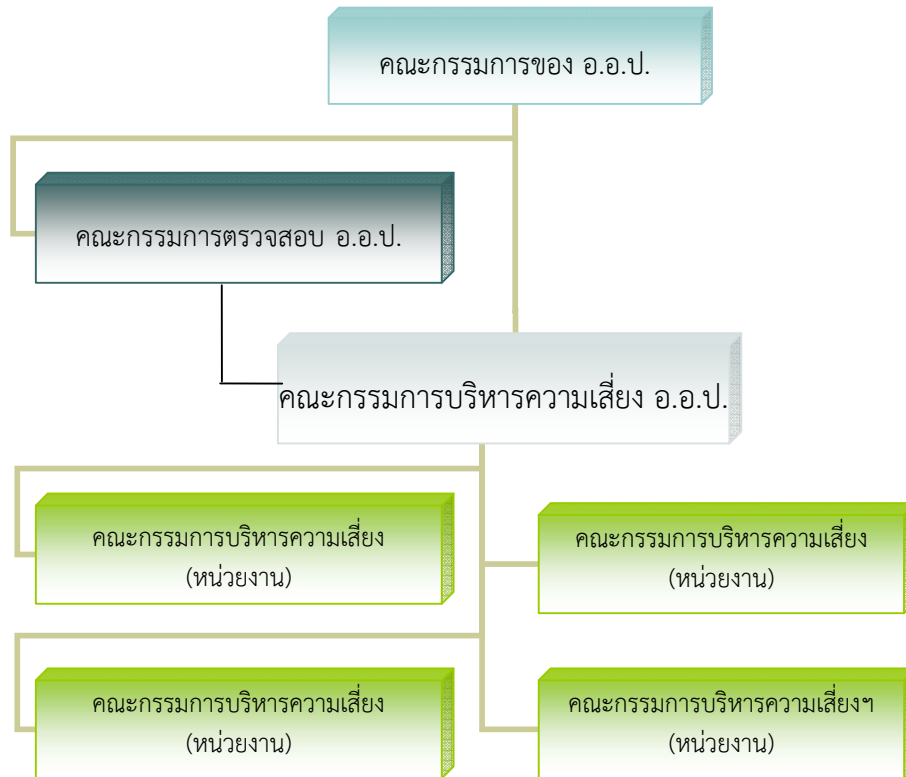 คณะกรรมการของ อ.อ.ป.
คณะกรรมการตรวจสอบ อ.อ.ป.
คณะกรรมการบริหารความเสี่ยง อ.อ.ป.
คณะกรรมการบริหารความเสี่ยง
(หน่วยงาน)
คณะกรรมการบริหารความเสี่ยง
(หน่วยงาน)
คณะกรรมการบริหารความเสี่ยง
(หน่วยงาน)
คณะกรรมการบริหารความเสี่ยงฯ
(หน่วยงาน)